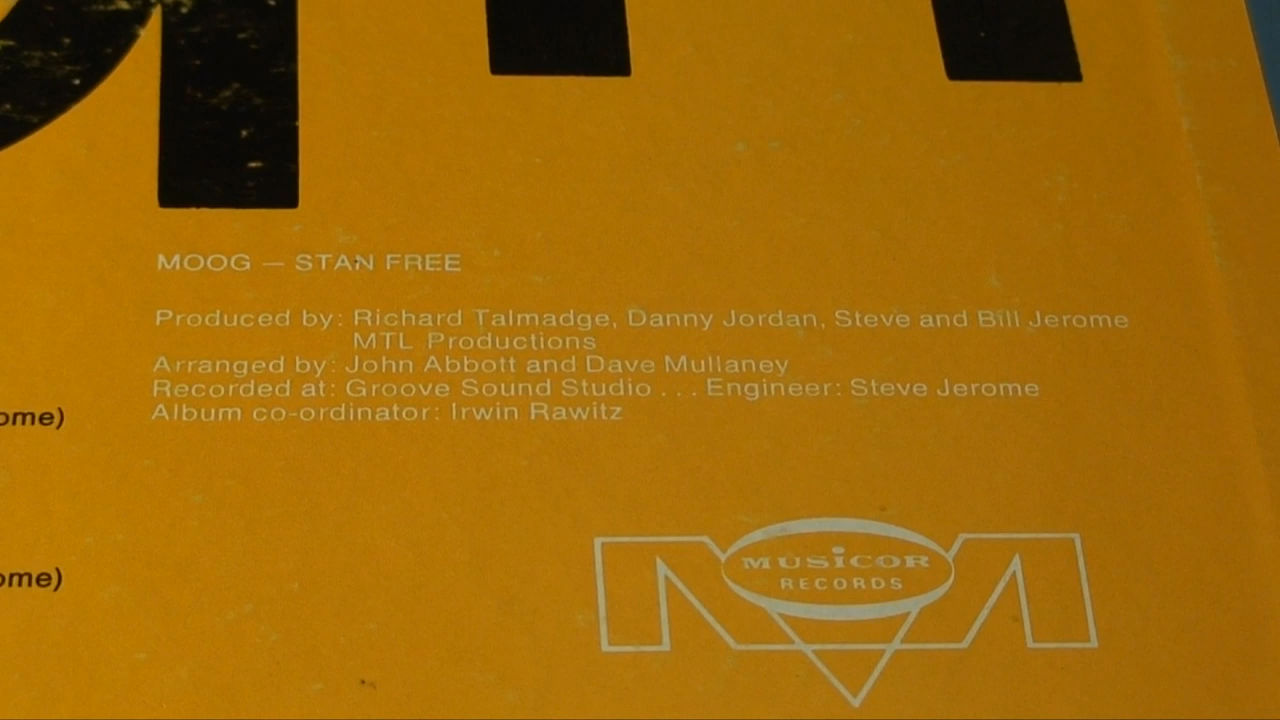 MOOG — STAN FREE
Produced by: Richard Talmadge, Danny Jordan, Steve and Bill Jerome
MTL Productions
Arranged by: John Abbott and Dave Mullaney
Recorded at: Groove Sound Studio . . . Engineer: Steve Jerome
ome)
Album co-ordinator: Irwin Rawitz
ome)
MUSICOR
RECORDS